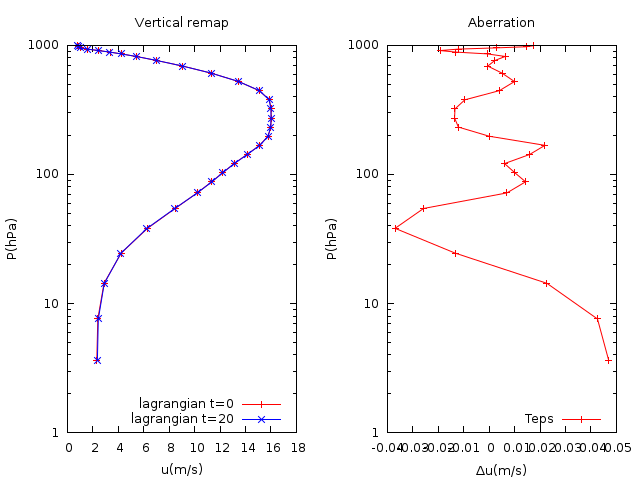 Vertical remap
1000
100
10
1
P(hPa)
lagrangian t=0
lagrangian t=20
0 2 4 6 8 10 12 14 16 18
u(m/s)
Aberration
1000
100
10
1
P(hPa)
Teps
-0.04 -0.03 -0.02 -0.01 0 0.01 0.02 0.03 0.04 0.05
Δu(m/s)